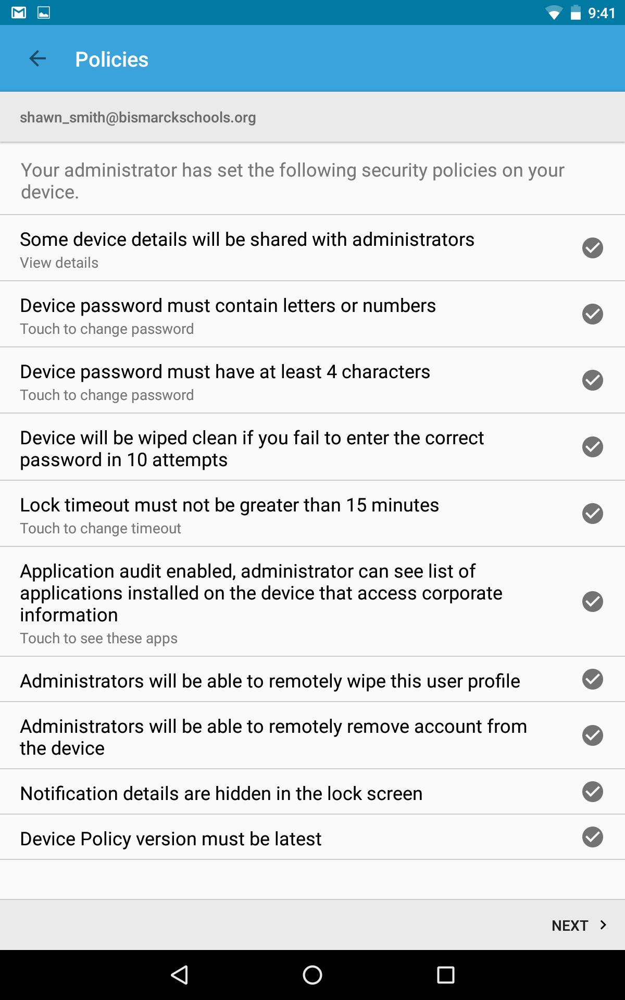 9:41
Policies
shawn_smith@bismarckschools.org
Your administrator has set the following security policies on your
device.
Some device details will be shared with administrators
View details
Device password must contain letters or numbers
Touch to change password
Device password must have at least 4 characters
Touch to change password
Device will be wiped clean if you fail to enter the correct
password in 10 attempts
Lock timeout must not be greater than 15 minutes
Touch to change timeout
Application audit enabled, administrator can see list of
applications installed on the device that access corporate
information
Touch to see these apps
Administrators will be able to remotely wipe this user profile
Administrators will be able to remotely remove account from
the device
Notification details are hidden in the lock screen
Device Policy version must be latest
NEXT